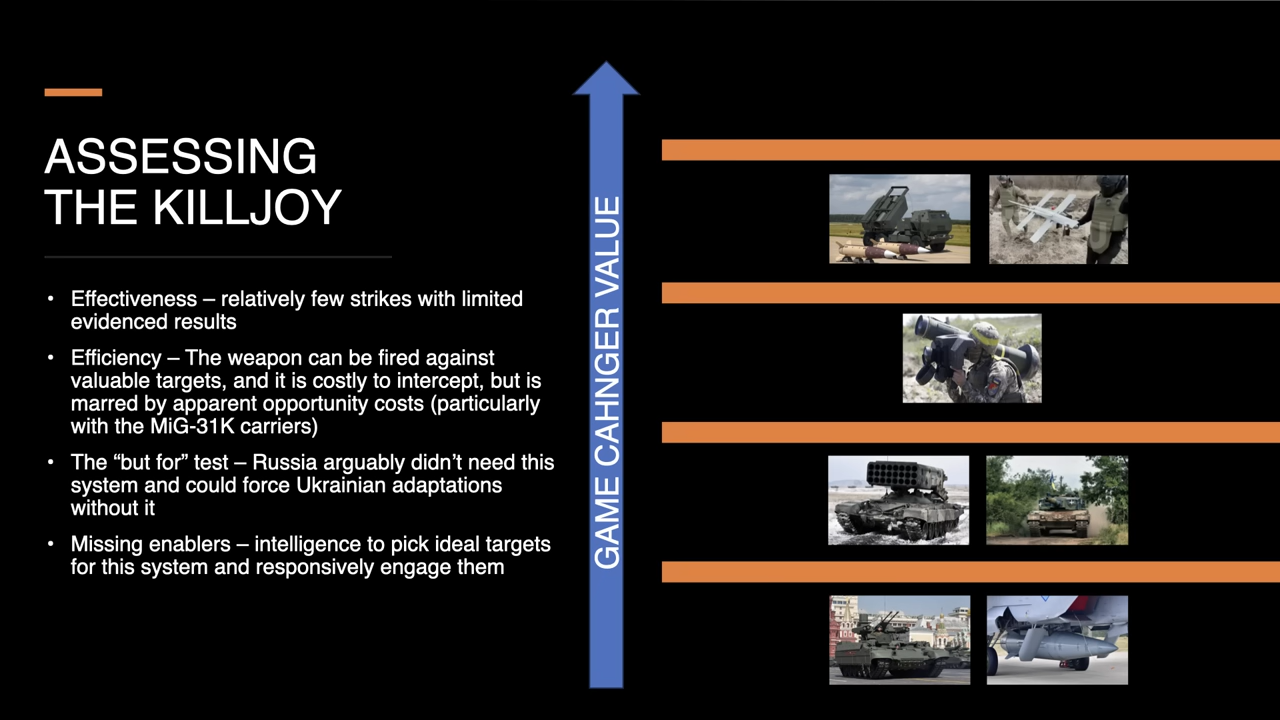 ASSESSING
THE KILLJOY
• Effectiveness – relatively few strikes with limited
evidenced results
• Efficiency – The weapon can be fired against
valuable targets, and it is costly to intercept, but is
marred by apparent opportunity costs (particularly
with the MiG-31K carriers)
• The “but for” test – Russia arguably didn’t need this
system and could force Ukrainian adaptations
without it
• Missing enablers – intelligence to pick ideal targets
for this system and responsively engage them
GAME CAHNGER VALUE